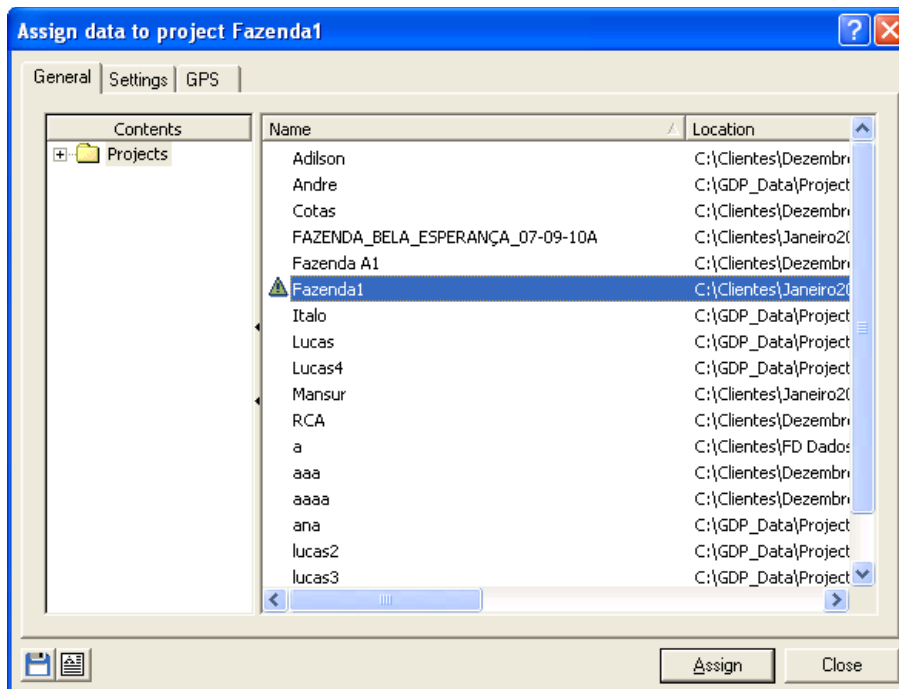 Assign data to project Fazenda1
General Settings GPS
Contents Name Location
Projects
Adilson C:\Clientes\Dezembr
Andre C:\GDP_Data\Project
Cotas C:\Clientes\Dezembr
FAZENDA_BELA_ESPERANÇA_07-09-10A C:\Clientes\Janeiro20
Fazenda A1 C:\Clientes\Dezembr
Fazenda1 C:\Clientes\Janeiro20
Italo C:\GDP_Data\Project
Lucas C:\GDP_Data\Project
Lucas4 C:\GDP_Data\Project
Mansur C:\Clientes\Janeiro20
RCA C:\Clientes\Dezembr
a C:\Clientes\FD Dados
aaa C:\Clientes\Dezembro
aaaa C:\Clientes\Dezembro
ana C:\GDP_Data\Project
lucas2 C:\GDP_Data\Project
lucas3 C:\GDP_Data\Project
Assign Close